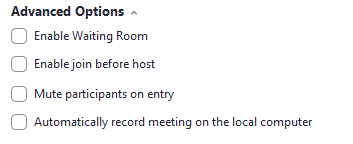 Advanced Options
Enable Waiting Room
Enable join before host
Mute participants on entry
Automatically record meeting on the local computer